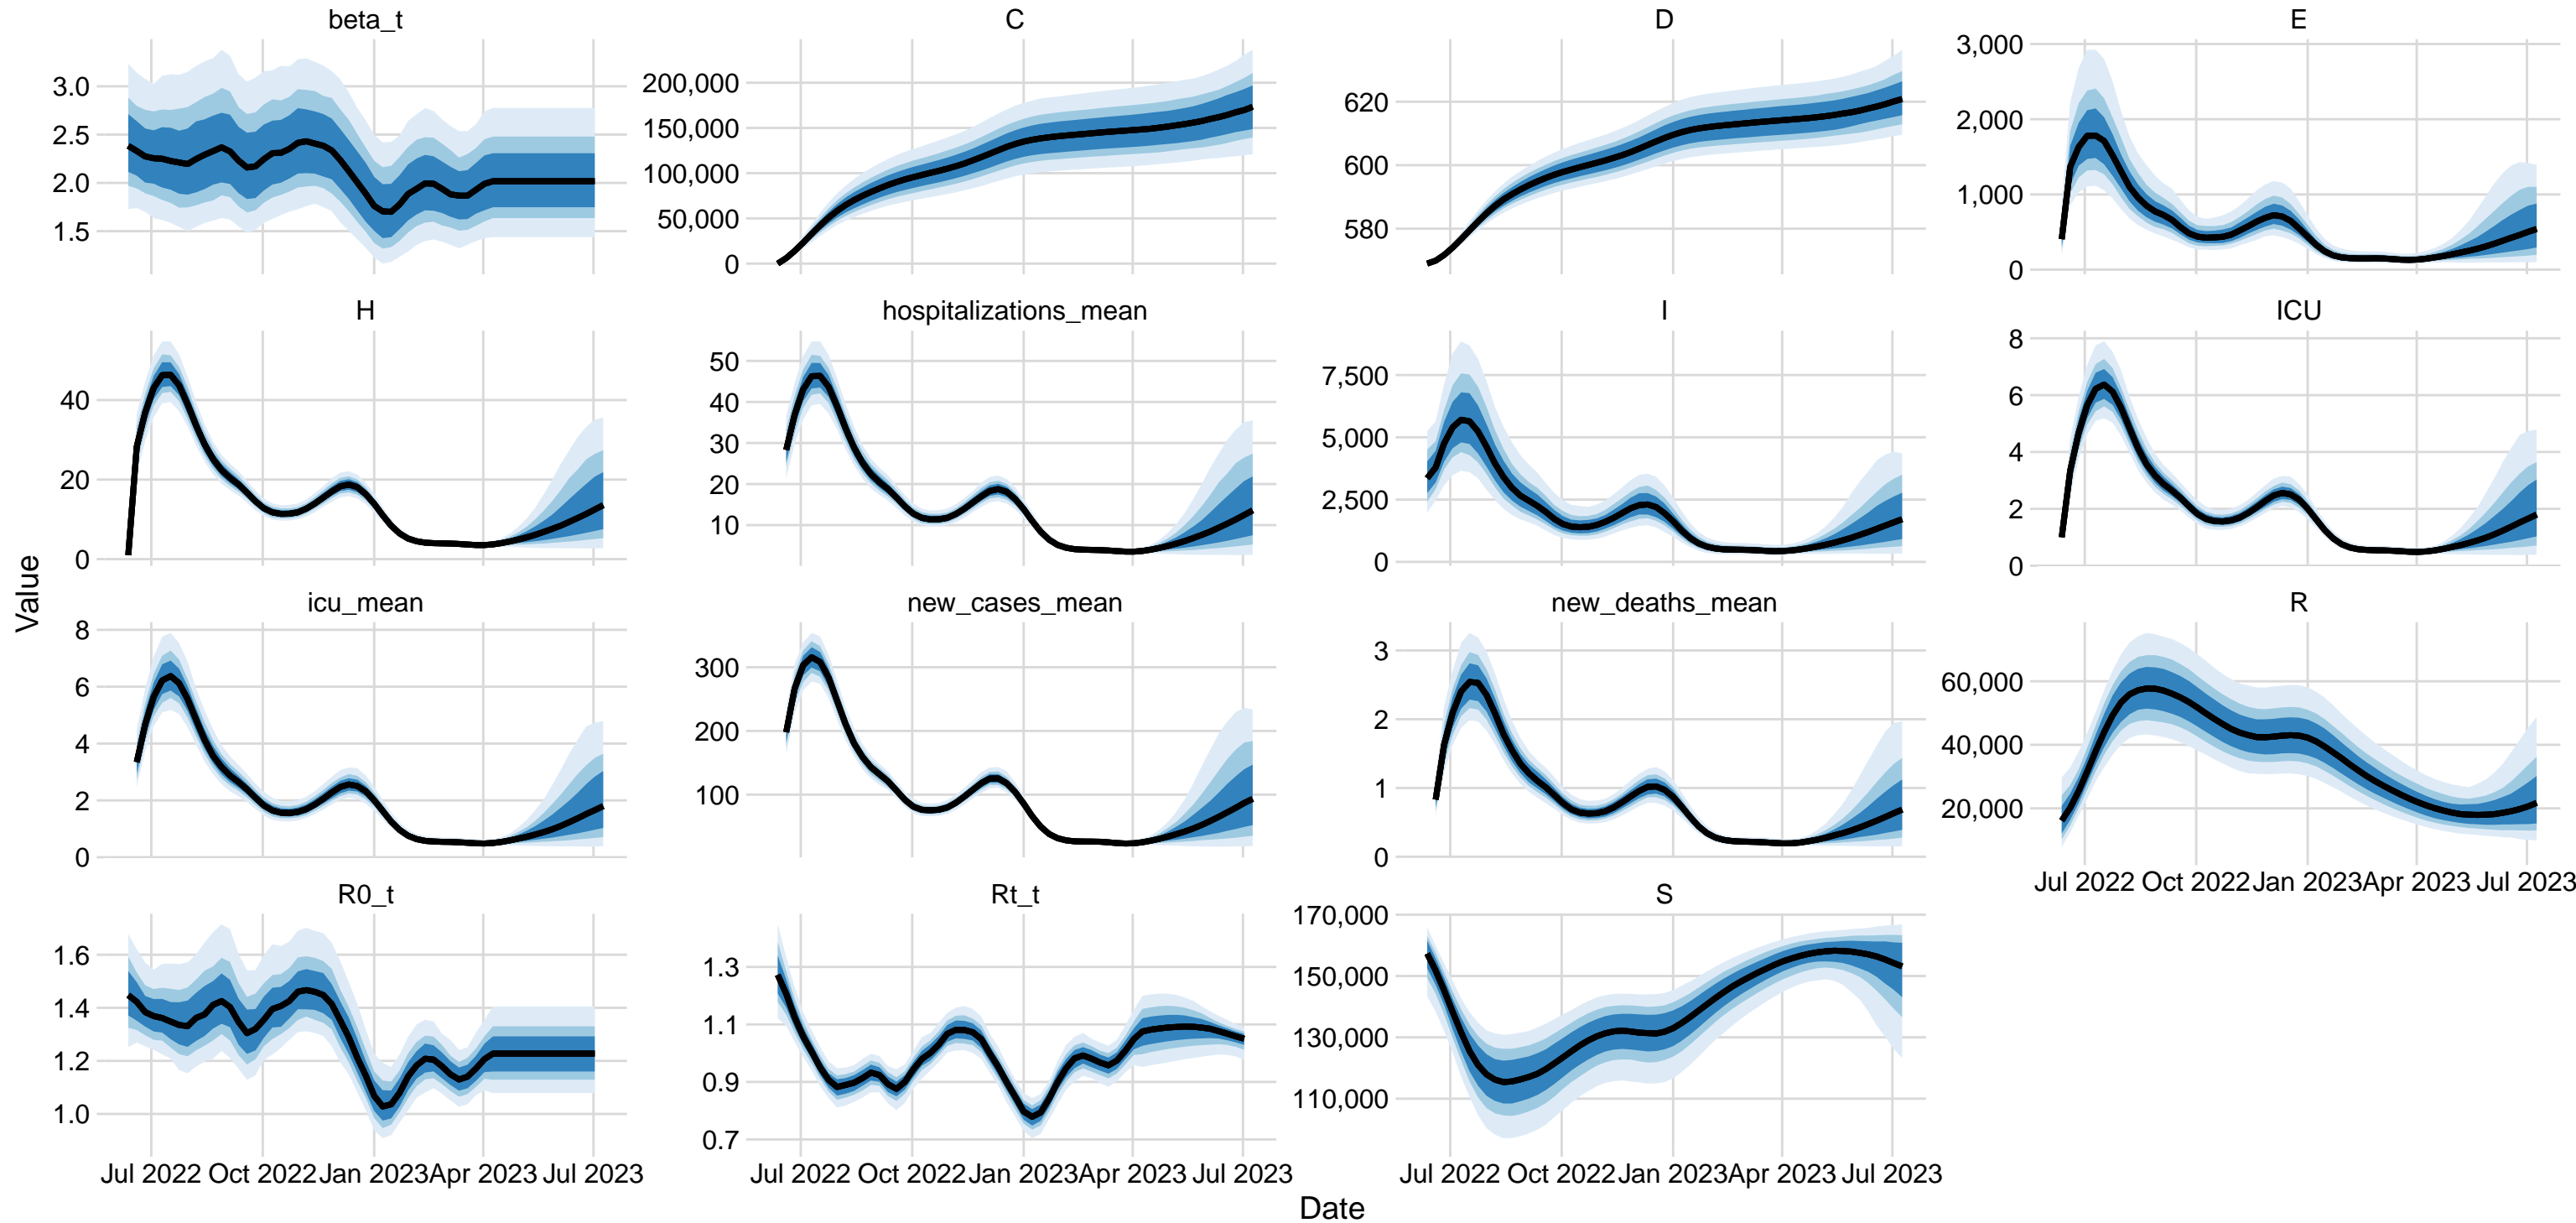 beta_t
C
D
E
3.0
2.5
2.0
1.5
200,000
150,000
100,000
50,000
0
620
600
580
3,000
2,000
1,000
0
H
hospitalizations_mean
I
ICU
40
20
0
50
40
30
20
10
7,500
5,000
2,500
0
8
6
4
2
0
icu_mean
new_cases_mean
new_deaths_mean
R
8
6
4
2
0
300
200
100
3
2
1
0
60,000
40,000
20,000
Jul 2022 Oct 2022 Jan 2023 Apr 2023 Jul 2023
R0_t
Rt_t
S
1.6
1.4
1.2
1.0
1.3
1.1
0.9
0.7
170,000
150,000
130,000
110,000
Jul 2022 Oct 2022 Jan 2023 Apr 2023 Jul 2023
Jul 2022 Oct 2022 Jan 2023 Apr 2023 Jul 2023
Jul 2022 Oct 2022 Jan 2023 Apr 2023 Jul 2023
Value
Date